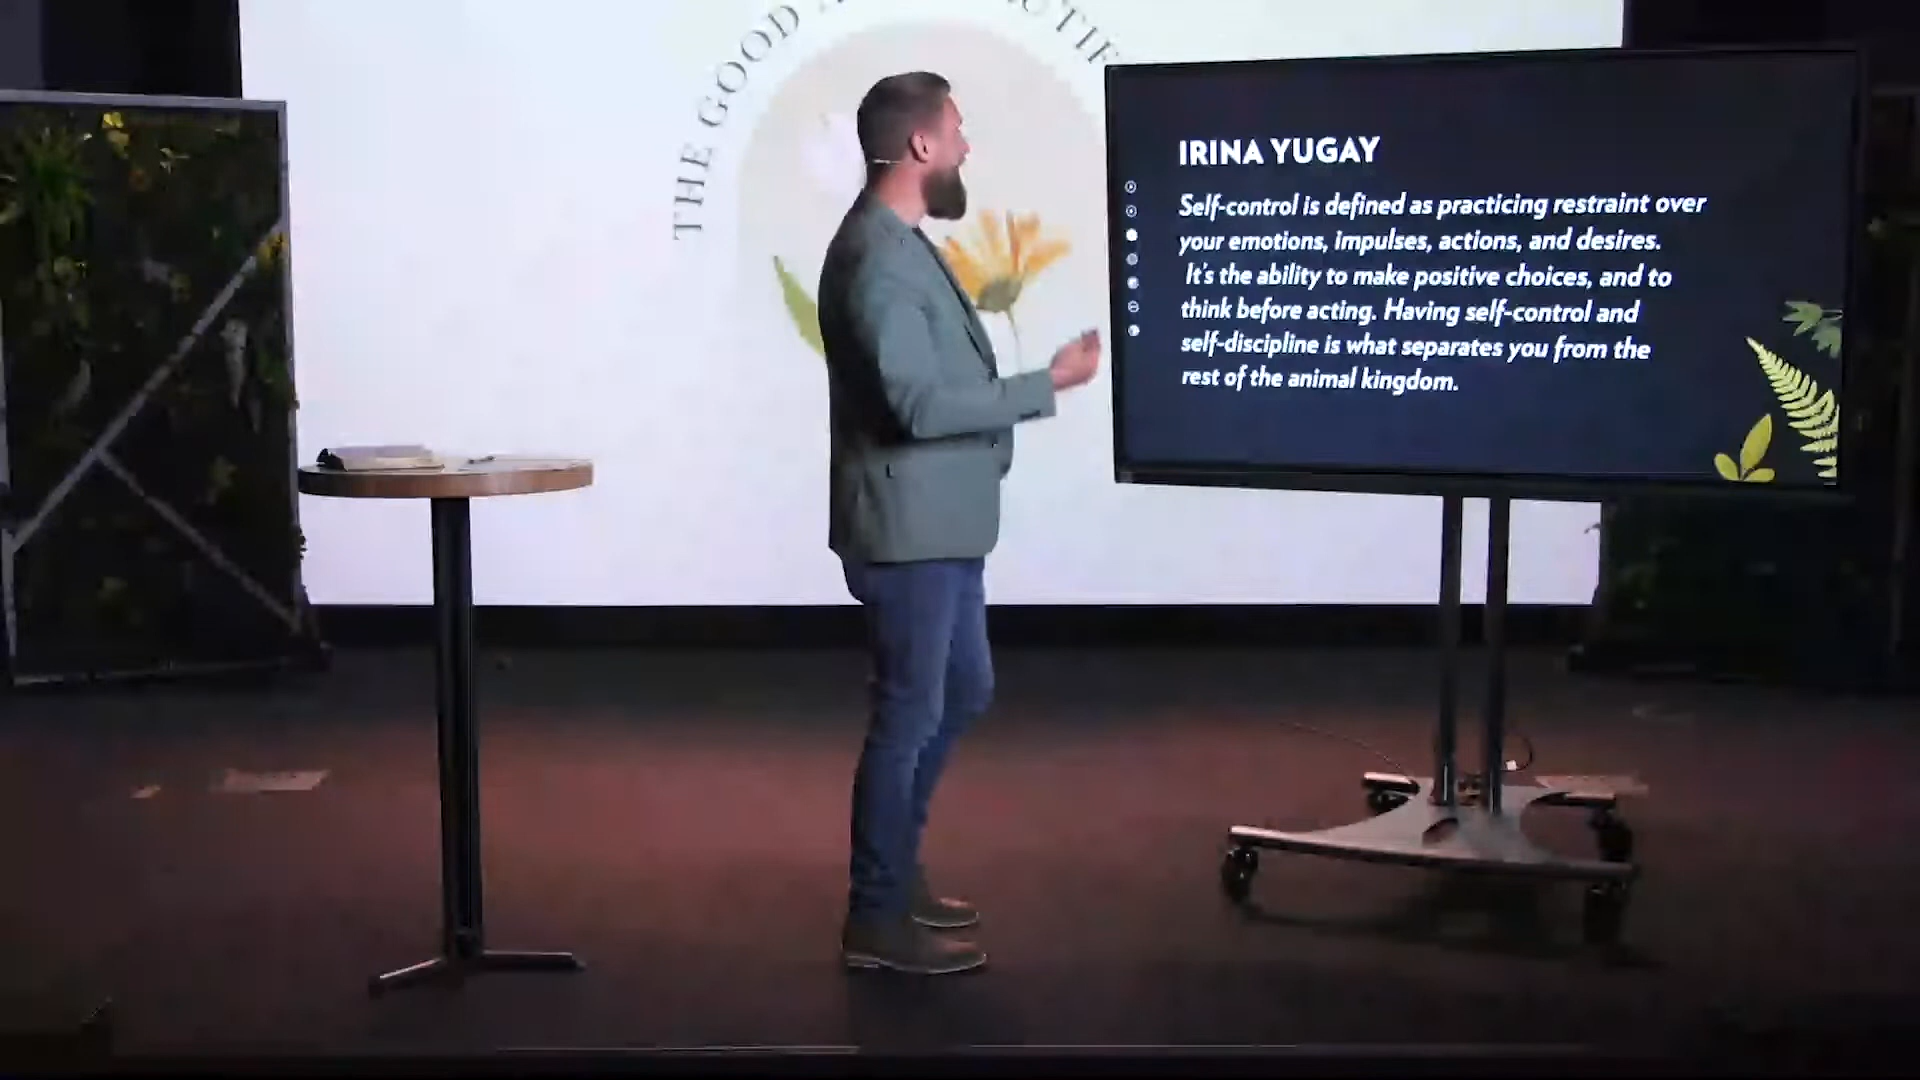 THE GOOD
IRINA YUGAY
Self-control is defined as practicing restraint over
your emotions, impulses, actions, and desires.
It's the ability to make positive choices, and to
think before acting. Having self-control and
self-discipline is what separates you from the
rest of the animal kingdom.